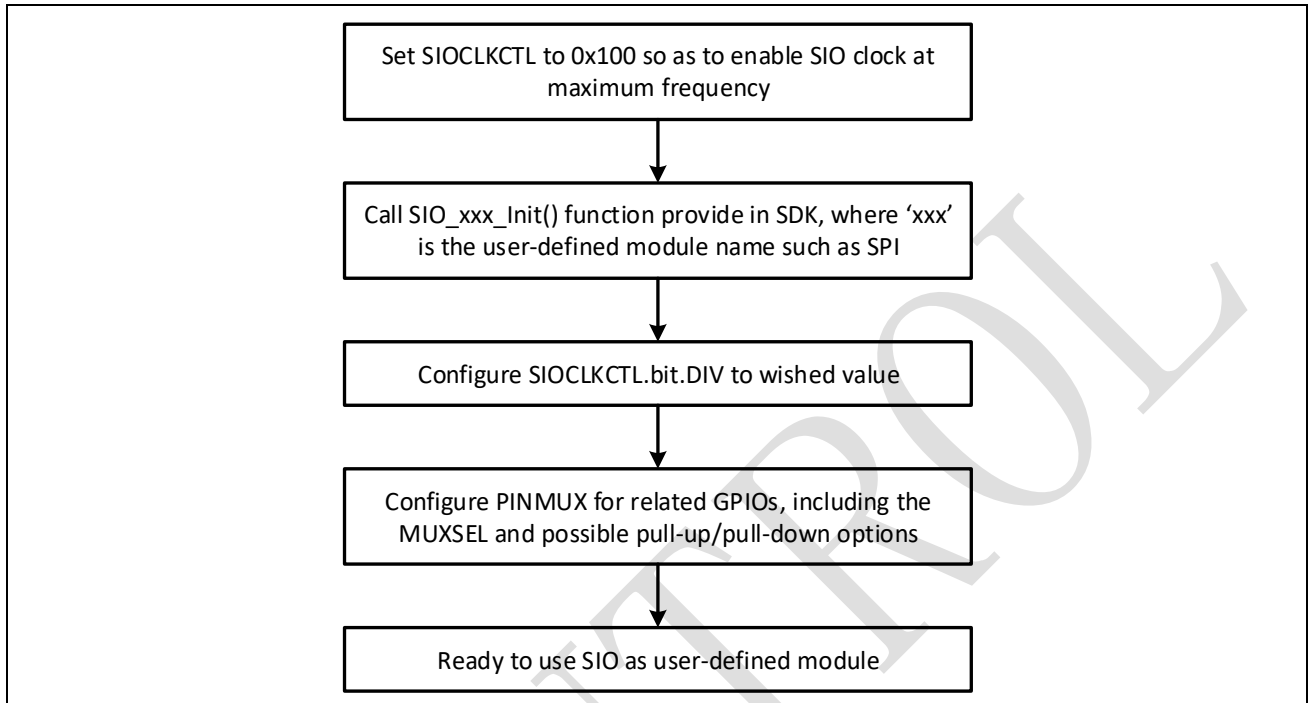 Set SIOCLKCTL to 0x100 so as to enable SIO clock at
maximum frequency
Call SIO_xxx_Init() function provide in SDK, where ‘xxx’
is the user-defined module name such as SPI
Configure SIOCLKCTL.bit.DIV to wished value
Configure PINMUX for related GPIOs, including the
MUXSEL and possible pull-up/pull-down options
Ready to use SIO as user-defined module
NTROL